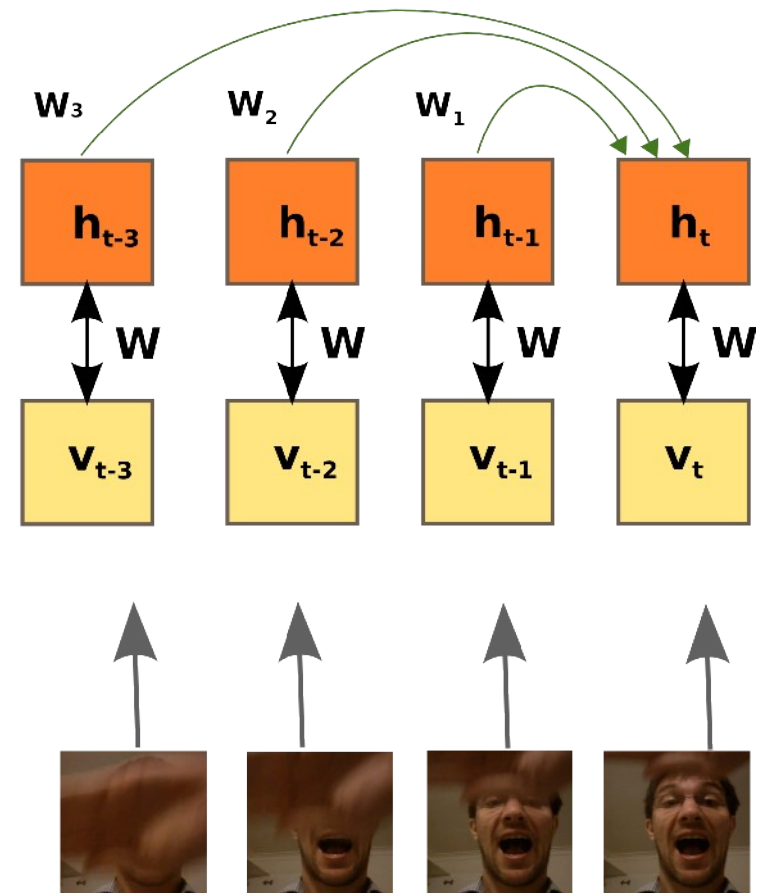 W₃ W₂ W₁
hₜ₋₃ hₜ₋₂ hₜ₋₁ hₜ
W W W W
vₜ₋₃ vₜ₋₂ vₜ₋₁ vₜ